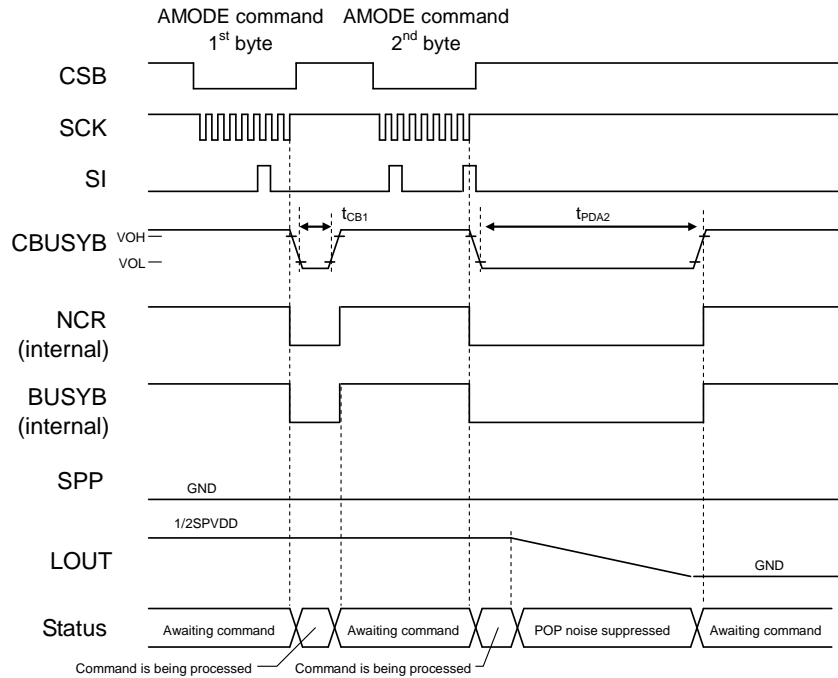 AMODE command
1st byte
AMODE command
2nd byte
CSB
SCK
SI
tCB1
tPDA2
CBUSYB
VOH
VOL
NCR
(internal)
BUSYB
(internal)
SPP
GND
1/2SPVDD
LOUT
GND
Status
Awaiting command
Awaiting command
POP noise suppressed
Awaiting command
Command is being processed
Command is being processed